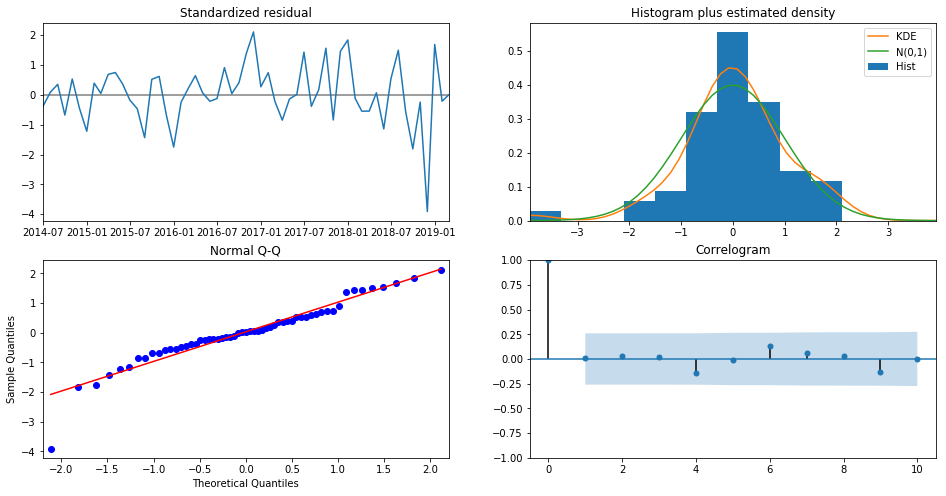 Standardized residual
2
1
0
−1
−2
−3
−4
2014-07 2015-01 2015-07 2016-01 2016-07 2017-01 2017-07 2018-01 2018-07 2019-01
Histogram plus estimated density
KDE
N(0,1)
Hist
0.5
0.4
0.3
0.2
0.1
0.0
−3 −2 −1 0 1 2 3
Normal Q-Q
Sample Quantiles
2
1
0
−1
−2
−3
−4
−2.0 −1.5 −1.0 −0.5 0.0 0.5 1.0 1.5 2.0
Theoretical Quantiles
Correlogram
1.00
0.75
0.50
0.25
0.00
−0.25
−0.50
−0.75
−1.00
0 2 4 6 8 10